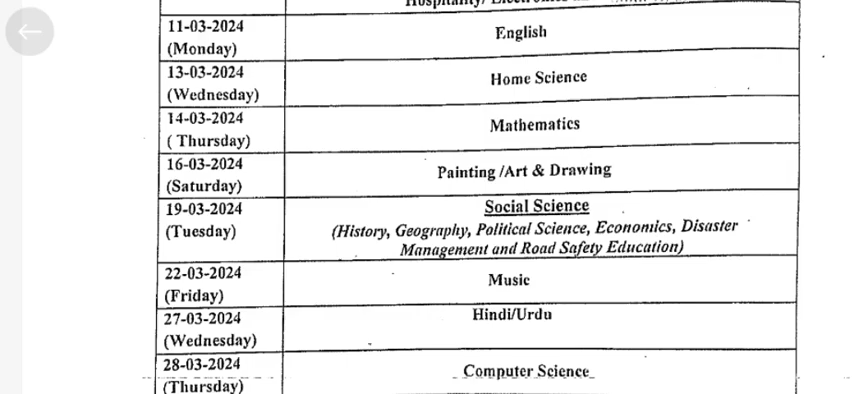 Hospitality/
11-03-2024
(Monday)
English
13-03-2024
(Wednesday)
Home Science
14-03-2024
( Thursday)
Mathematics
16-03-2024
(Saturday)
Painting /Art & Drawing
19-03-2024
(Tuesday)
Social Science
(History, Geography, Political Science, Economics, Disaster
Management and Road Safety Education)
22-03-2024
(Friday)
Music
27-03-2024
(Wednesday)
Hindi/Urdu
28-03-2024
(Thursday)
Computer Science